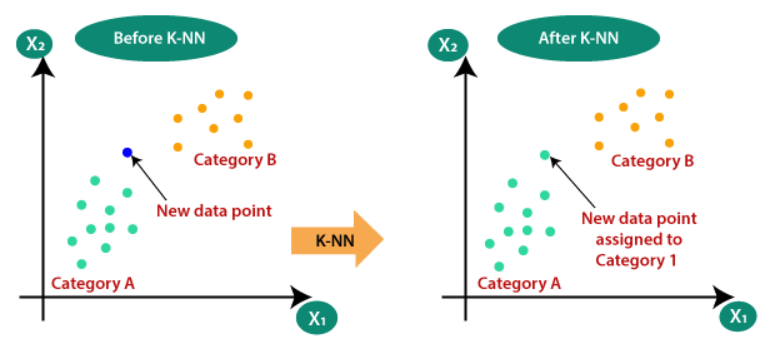 Before K-NN
X₂
Category B
New data point
Category A
X₁
K-NN
After K-NN
X₂
Category B
New data point
assigned to
Category 1
Category A
X₁